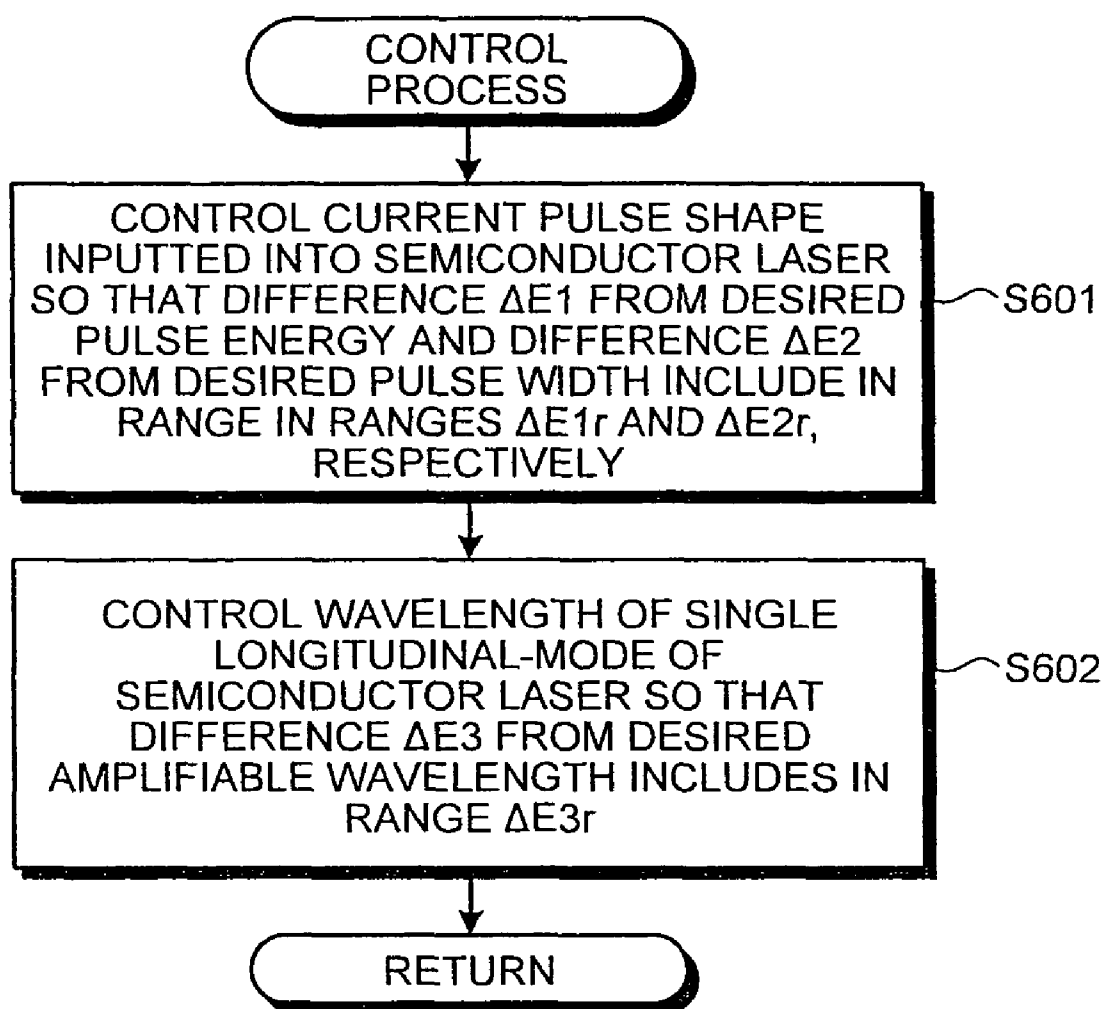 CONTROL
PROCESS
CONTROL CURRENT PULSE SHAPE
INPUTTED INTO SEMICONDUCTOR LASER
SO THAT DIFFERENCE ΔE1 FROM DESIRED
PULSE ENERGY AND DIFFERENCE ΔE2
FROM DESIRED PULSE WIDTH INCLUDE IN
RANGE IN RANGES ΔE1r AND ΔE2r,
RESPECTIVELY
S601
CONTROL WAVELENGTH OF SINGLE
LONGITUDINAL-MODE OF
SEMICONDUCTOR LASER SO THAT
DIFFERENCE ΔE3 FROM DESIRED
AMPLIFIABLE WAVELENGTH INCLUDES IN
RANGE ΔE3r
S602
RETURN